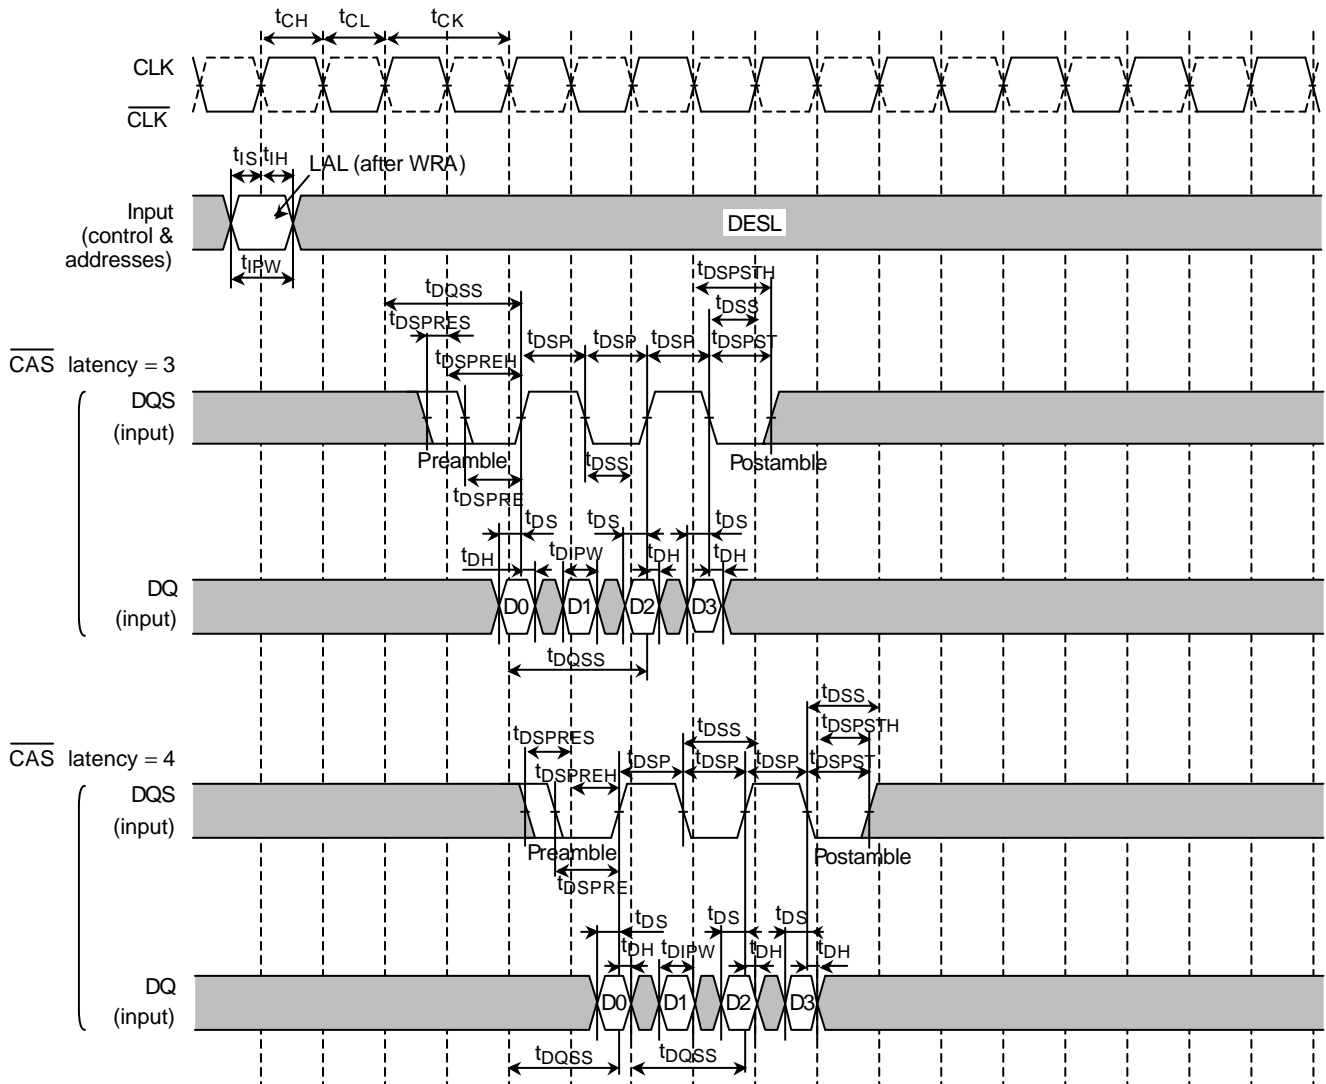 tCH tCL tCK
CLK
CLK
tIS tIH LAL (after WRA)
Input
(control &
addresses)
DESL
tIPW
tDSPSTH
tDQSS
tDSS
tDSPRES
tDSP tDSP tDSP tDSPST
CAS latency = 3
tDSPREH
DQS
(input)
Preamble
tDSS
Postamble
tDSPRE
tDS tDS tDS
tDH tDIPW tDH tDH
DQ
(input)
D0 D1 D2 D3
tDQSS
tDSS
tDSPRES tDSS tDSPSTH
CAS latency = 4
tDSPREH tDSP tDSP tDSP tDSPST
DQS
(input)
Preamble
Postamble
tDSPRE
tDS tDS tDS
tDH tDIPW tDH tDH
DQ
(input)
D0 D1 D2 D3
tDQSS tDQSS